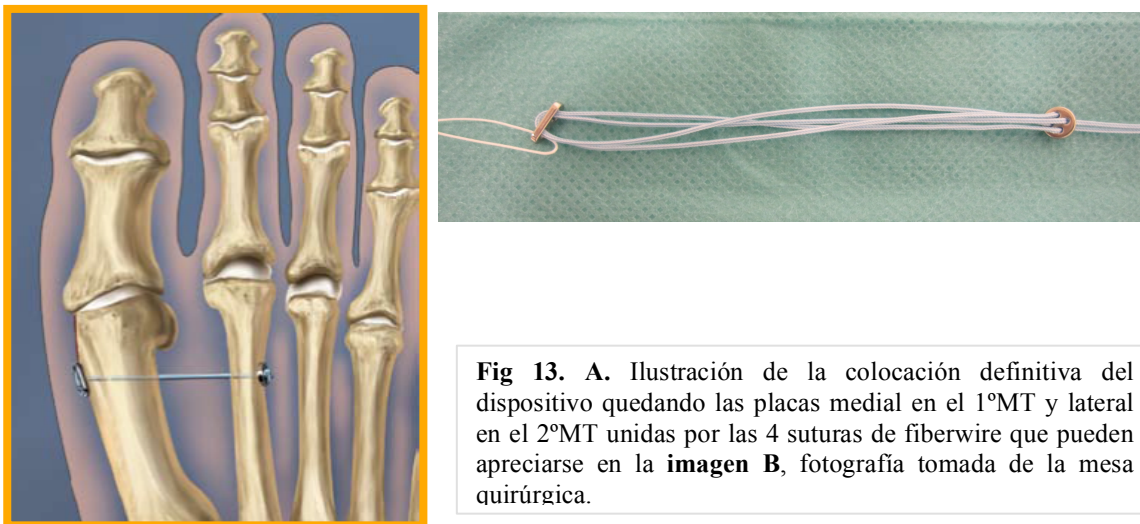 Fig 13. A. Ilustración de la colocación definitiva del
dispositivo quedando las placas medial en el 1ºMT y lateral
en el 2ºMT unidas por las 4 suturas de fiberwire que pueden
apreciarse en la imagen B, fotografía tomada de la mesa
quirúrgica.